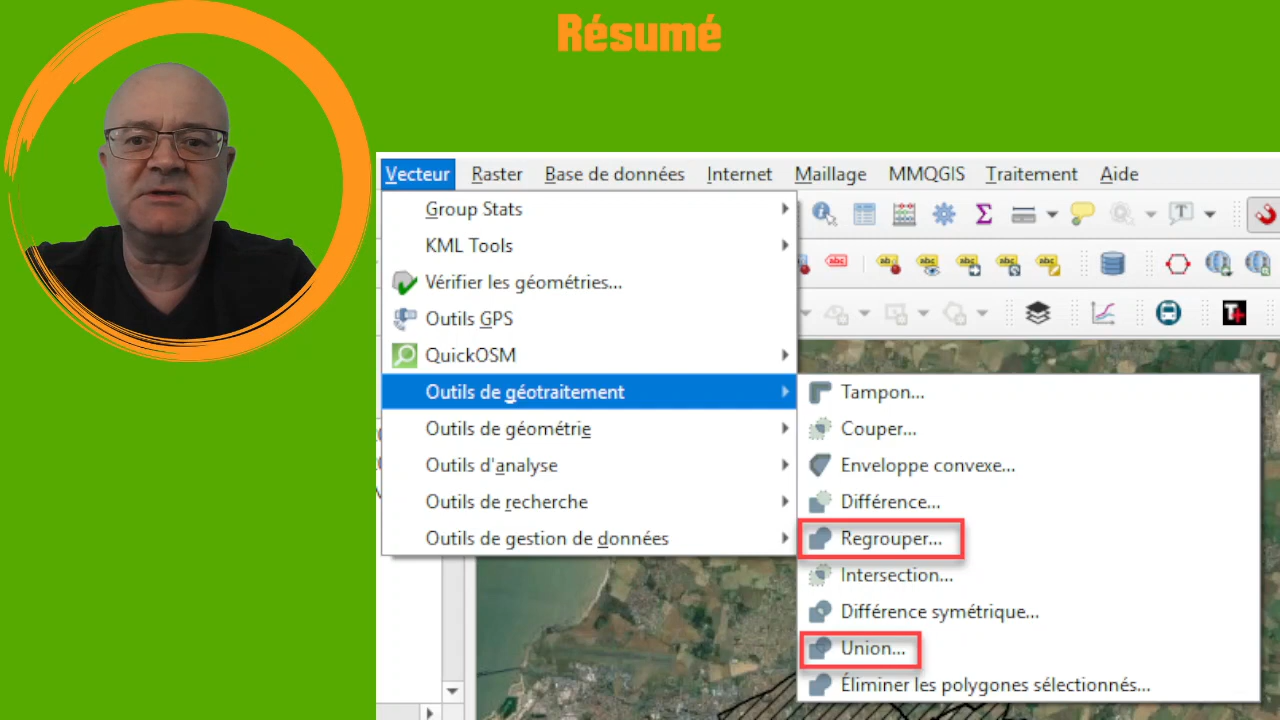 Résumé
Vecteur Raster Base de données Internet Maillage MMQGIS Traitement Aide
Group Stats
KML Tools
Vérifier les géométries...
Outils GPS
QuickOSM
Outils de géotraitement
Outils de géométrie
Outils d'analyse
Outils de recherche
Outils de gestion de données
Tampon...
Couper...
Enveloppe convexe...
Différence...
Regrouper...
Intersection...
Différence symétrique...
Union...
Éliminer les polygones sélectionnés...